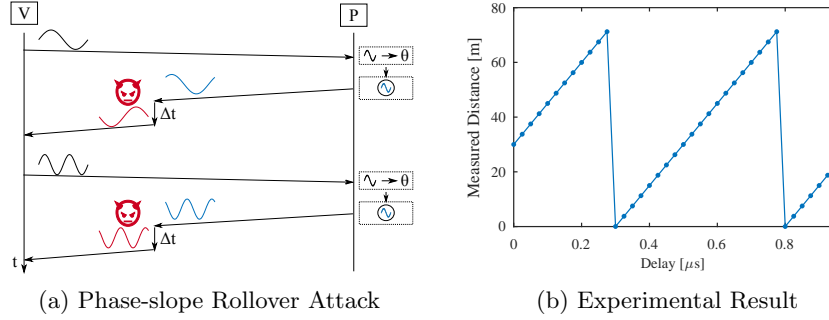 V
P
→ θ
Δt
→ θ
Δt
t
(a) Phase-slope Rollover Attack
Measured Distance [m]
80
60
40
20
0
0
0.2
0.4
0.6
0.8
Delay [μs]
(b) Experimental Result